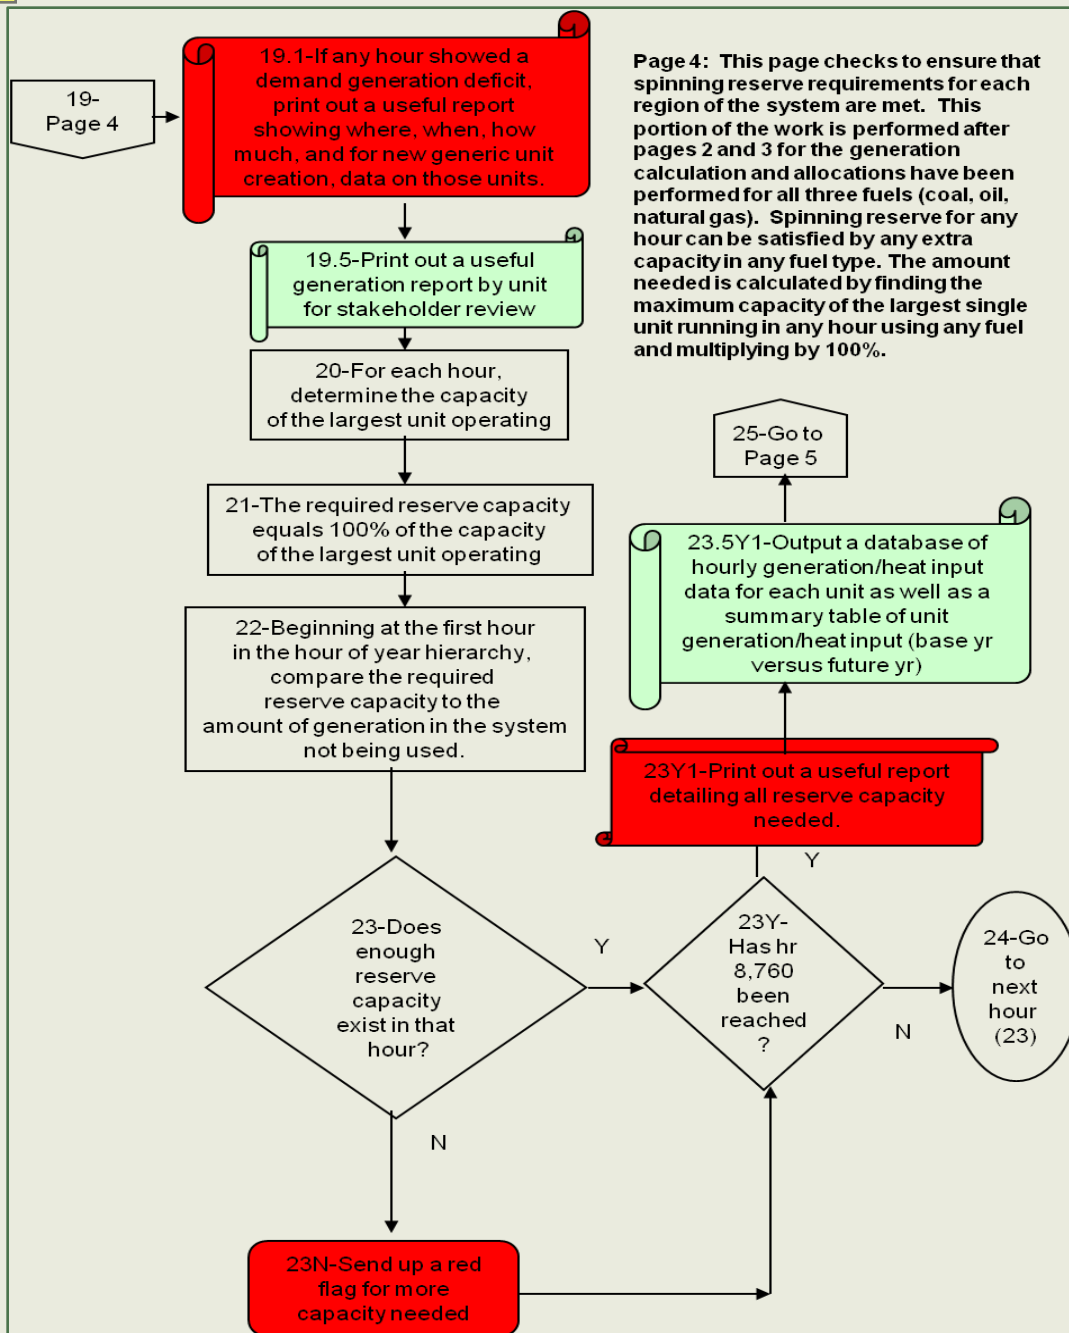 19-
Page 4
19.1-If any hour showed a
demand generation deficit,
print out a useful report
showing where, when, how
much, and for new generic unit
creation, data on those units.
Page 4:  This page checks to ensure that
spinning reserve requirements for each
region of the system are met.  This
portion of the work is performed after
pages 2 and 3 for the generation
calculation and allocations have been
performed for all three fuels (coal, oil,
natural gas).  Spinning reserve for any
hour can be satisfied by any extra
capacity in any fuel type. The amount
needed is calculated by finding the
maximum capacity of the largest single
unit running in any hour using any fuel
and multiplying by 100%.
19.5-Print out a useful
generation report by unit
for stakeholder review
20-For each hour,
determine the capacity
of the largest unit operating
21-The required reserve capacity
equals 100% of the capacity
of the largest unit operating
22-Beginning at the first hour
in the hour of year hierarchy,
compare the required
reserve capacity to the
amount of generation in the system
not being used.
23-Does
enough
reserve
capacity
exist in that
hour?
Y
N
23N-Send up a red
flag for more
capacity needed
23Y-
Has hr
8,760
been
reached
?
N
24-Go
to
next
hour
(23)
Y
23Y1-Print out a useful report
detailing all reserve capacity
needed.
23.5Y1-Output a database of
hourly generation/heat input
data for each unit as well as a
summary table of unit
generation/heat input (base yr
versus future yr)
25-Go to
Page 5